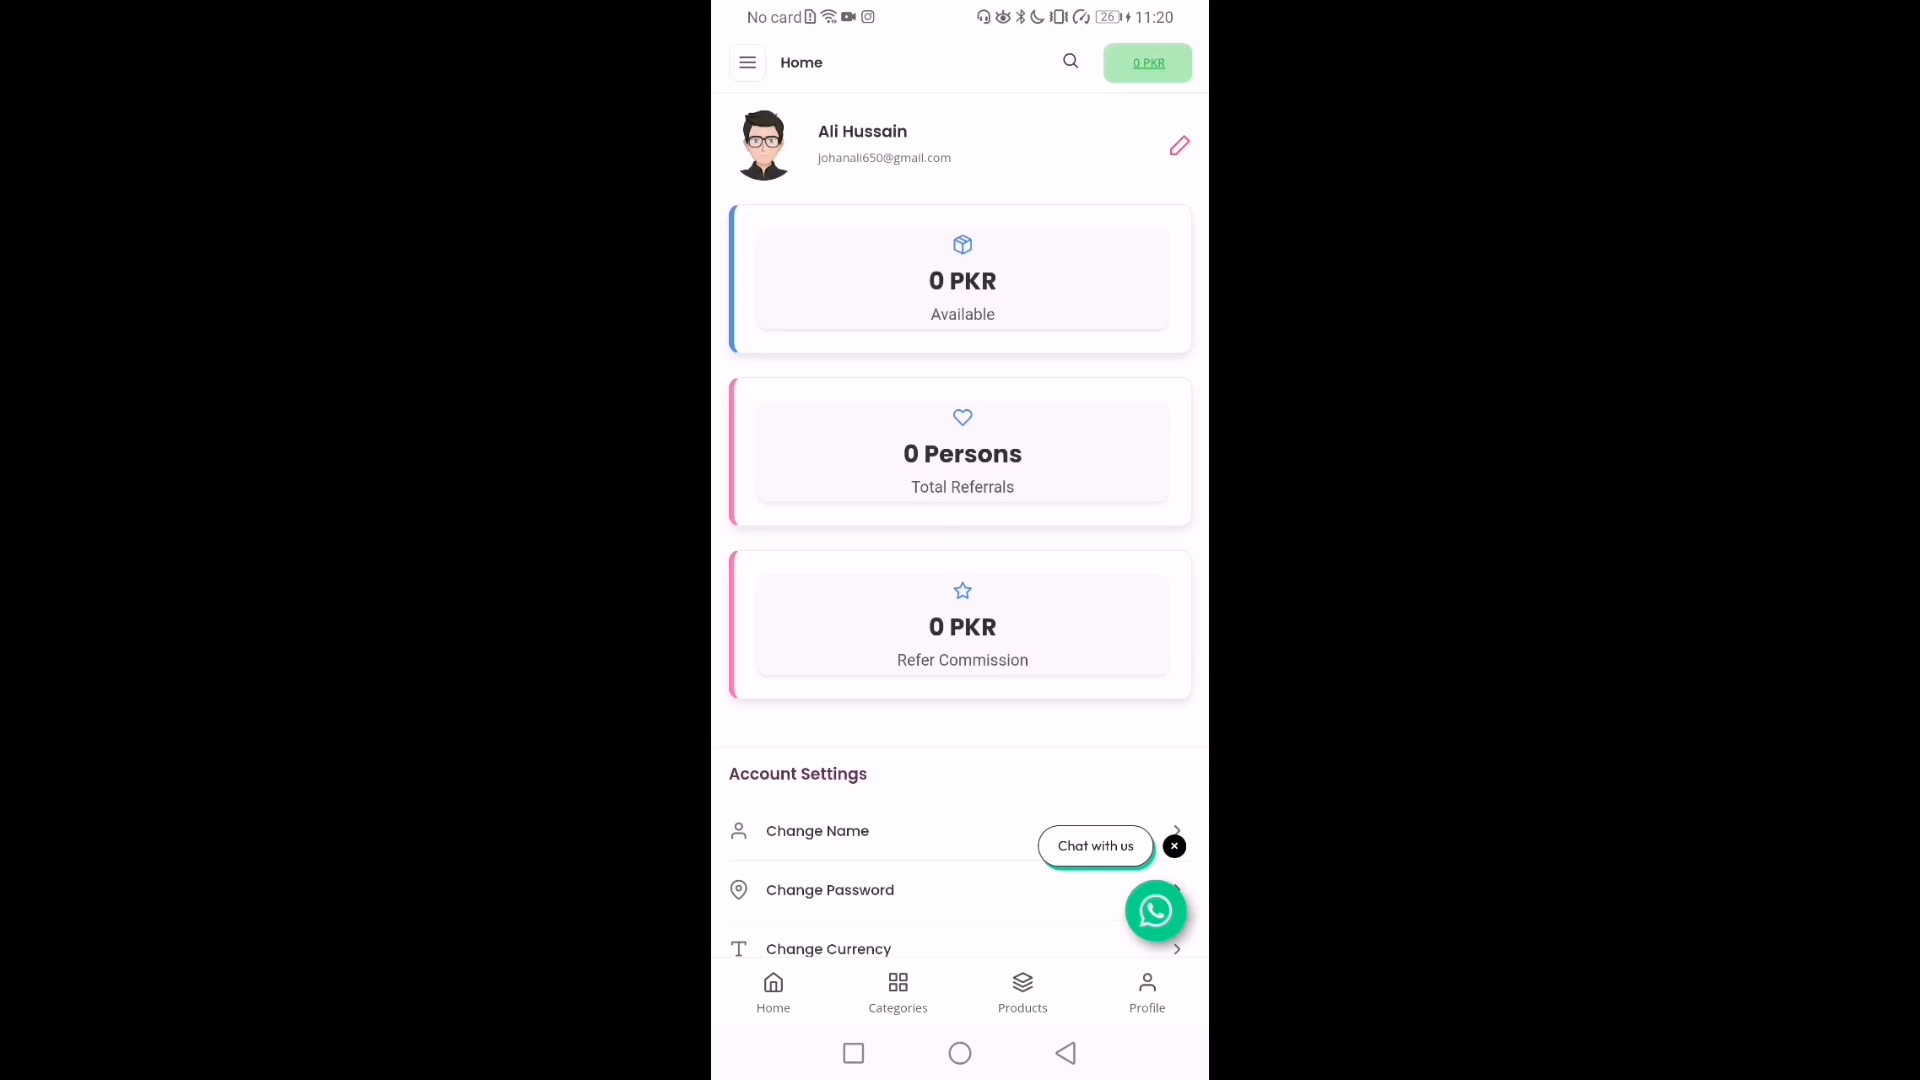 No card 26 11:20
Home 0 PKR
Ali Hussain
johanali650@gmail.com
0 PKR
Available
0 Persons
Total Referrals
0 PKR
Refer Commission
Account Settings
Change Name
Chat with us
Change Password
Change Currency
Home Categories Products Profile